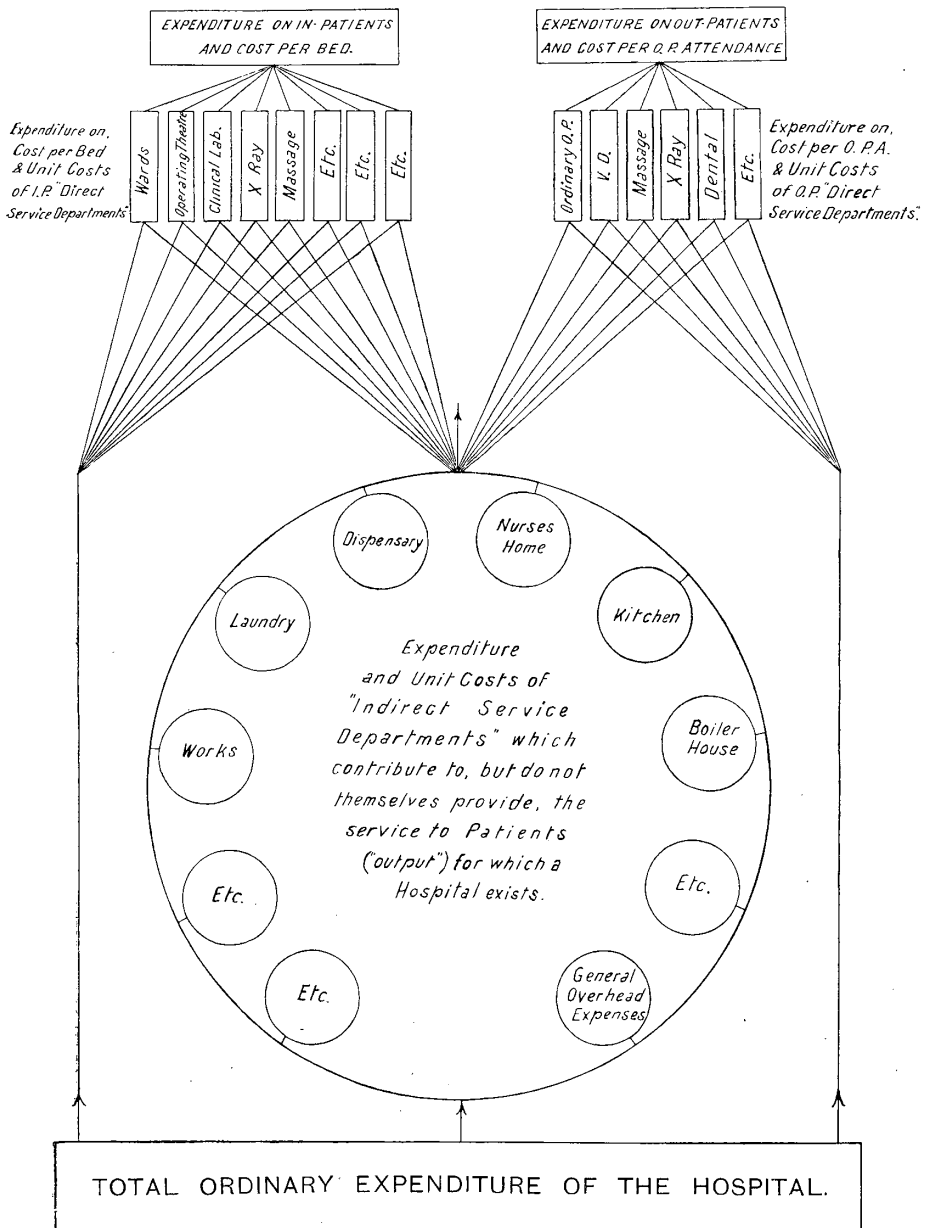 EXPENDITURE ON IN-PATIENTS
AND COST PER BED.
EXPENDITURE ON OUT-PATIENTS
AND COST PER O.P. ATTENDANCE
Expenditure on,
Cost per Bed
& Unit Costs
of I.P. "Direct
Service Departments"
Wards
Operating Theatre
Clinical Lab.
X Ray
Massage
Etc.
Etc.
Etc.
Ordinary O.P.
V. D.
Massage
X Ray
Dental
Etc.
Expenditure on,
Cost per O. P.A.
& Unit Costs
of O.P. "Direct
Service Departments".
Dispensary
Nurses
Home
Laundry
Kitchen
Works
Boiler
House
Etc.
Etc.
Etc.
General
Overhead
Expenses
Expenditure
and Unit Costs of
"Indirect Service
Departments" which
contribute to, but do not
themselves provide, the
service to Patients
("output") for which a
Hospital exists.
TOTAL ORDINARY EXPENDITURE OF THE HOSPITAL.